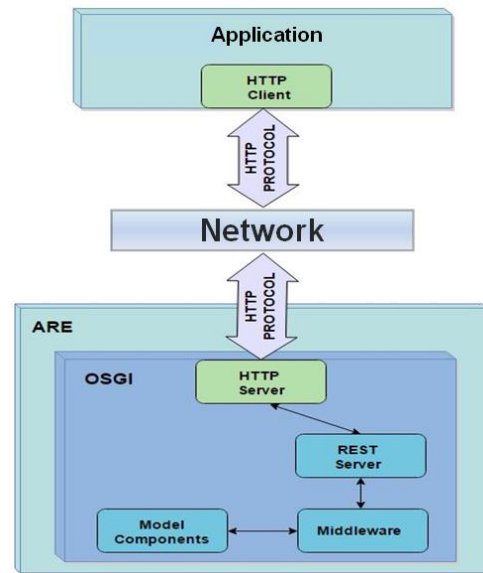 Application
HTTP
Client
HTTP
PROTOCOL
Network
HTTP
PROTOCOL
ARE
OSGI
HTTP
Server
REST
Server
Model
Components
Middleware